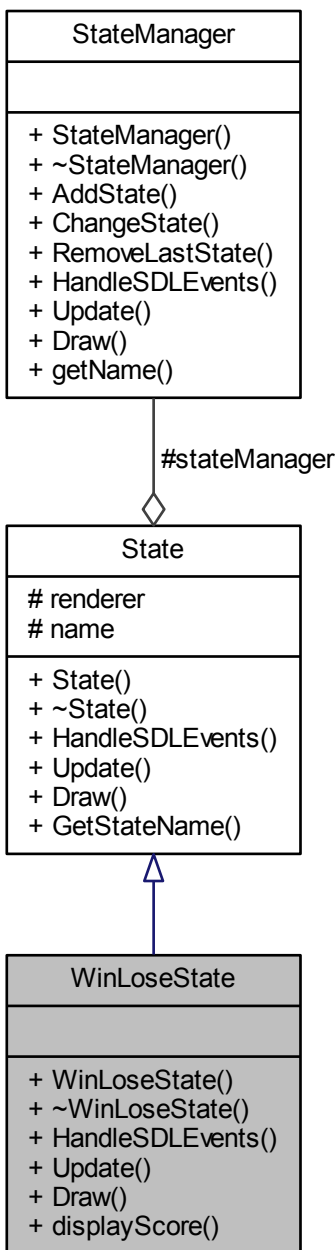 StateManager
+ StateManager()
+ ~StateManager()
+ AddState()
+ ChangeState()
+ RemoveLastState()
+ HandleSDLEvents()
+ Update()
+ Draw()
+ getName()
#stateManager
State
# renderer
# name
+ State()
+ ~State()
+ HandleSDLEvents()
+ Update()
+ Draw()
+ GetStateName()
WinLoseState
+ WinLoseState()
+ ~WinLoseState()
+ HandleSDLEvents()
+ Update()
+ Draw()
+ displayScore()